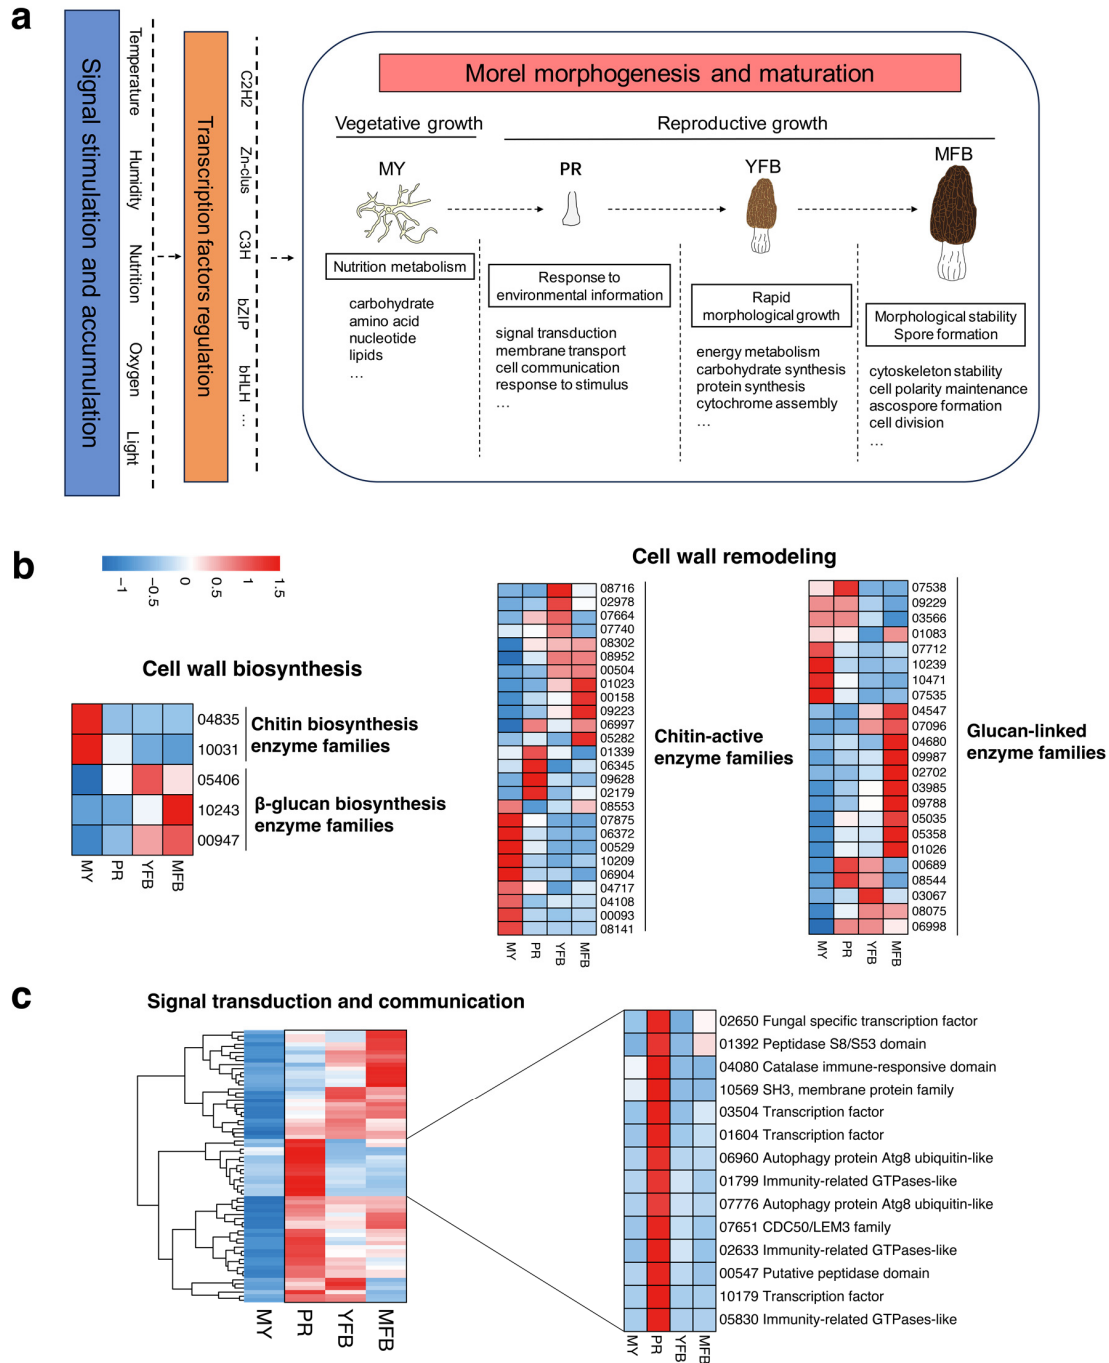 a
Signal stimulation and accumulation
Temperature
Humidity
Nutrition
Oxygen
Light
Transcription factors regulation
C2H2
Zn-clus
C3H
bZIP
bHLH
...
Morel morphogenesis and maturation
Vegetative growth
Reproductive growth
MY
PR
YFB
MFB
Nutrition metabolism
carbohydrate
amino acid
nucleotide
lipids
...
Response to
environmental information
signal transduction
membrane transport
cell communication
response to stimulus
...
Rapid
morphological growth
energy metabolism
carbohydrate synthesis
protein synthesis
cytochrome assembly
...
Morphological stability
Spore formation
cytoskeleton stability
cell polarity maintenance
ascospore formation
cell division
...
b
-1
-0.5
0
0.5
1
1.5
Cell wall biosynthesis
04835
10031
05406
10243
00947
Chitin biosynthesis
enzyme families
β-glucan biosynthesis
enzyme families
MY
PR
YFB
MFB
Cell wall remodeling
08716
02978
07664
07740
08302
08952
00504
01023
00158
09223
06997
05282
01339
06345
09628
02179
08553
07875
06372
00529
10209
06904
04717
04108
00093
08141
MY
PR
YFB
MFB
Chitin-active
enzyme families
07538
09229
03566
01083
07712
10239
10471
07535
04547
07096
04680
09987
02702
03985
09788
05035
05358
01026
00689
08544
03067
08075
06998
MY
PR
YFB
MFB
Glucan-linked
enzyme families
c
Signal transduction and communication
MY
PR
YFB
MFB
02650 Fungal specific transcription factor
01392 Peptidase S8/S53 domain
04080 Catalase immune-responsive domain
10569 SH3, membrane protein family
03504 Transcription factor
01604 Transcription factor
06960 Autophagy protein Atg8 ubiquitin-like
01799 Immunity-related GTPases-like
07776 Autophagy protein Atg8 ubiquitin-like
07651 CDC50/LEM3 family
02633 Immunity-related GTPases-like
00547 Putative peptidase domain
10179 Transcription factor
05830 Immunity-related GTPases-like
MY
PR
YFB
MFB